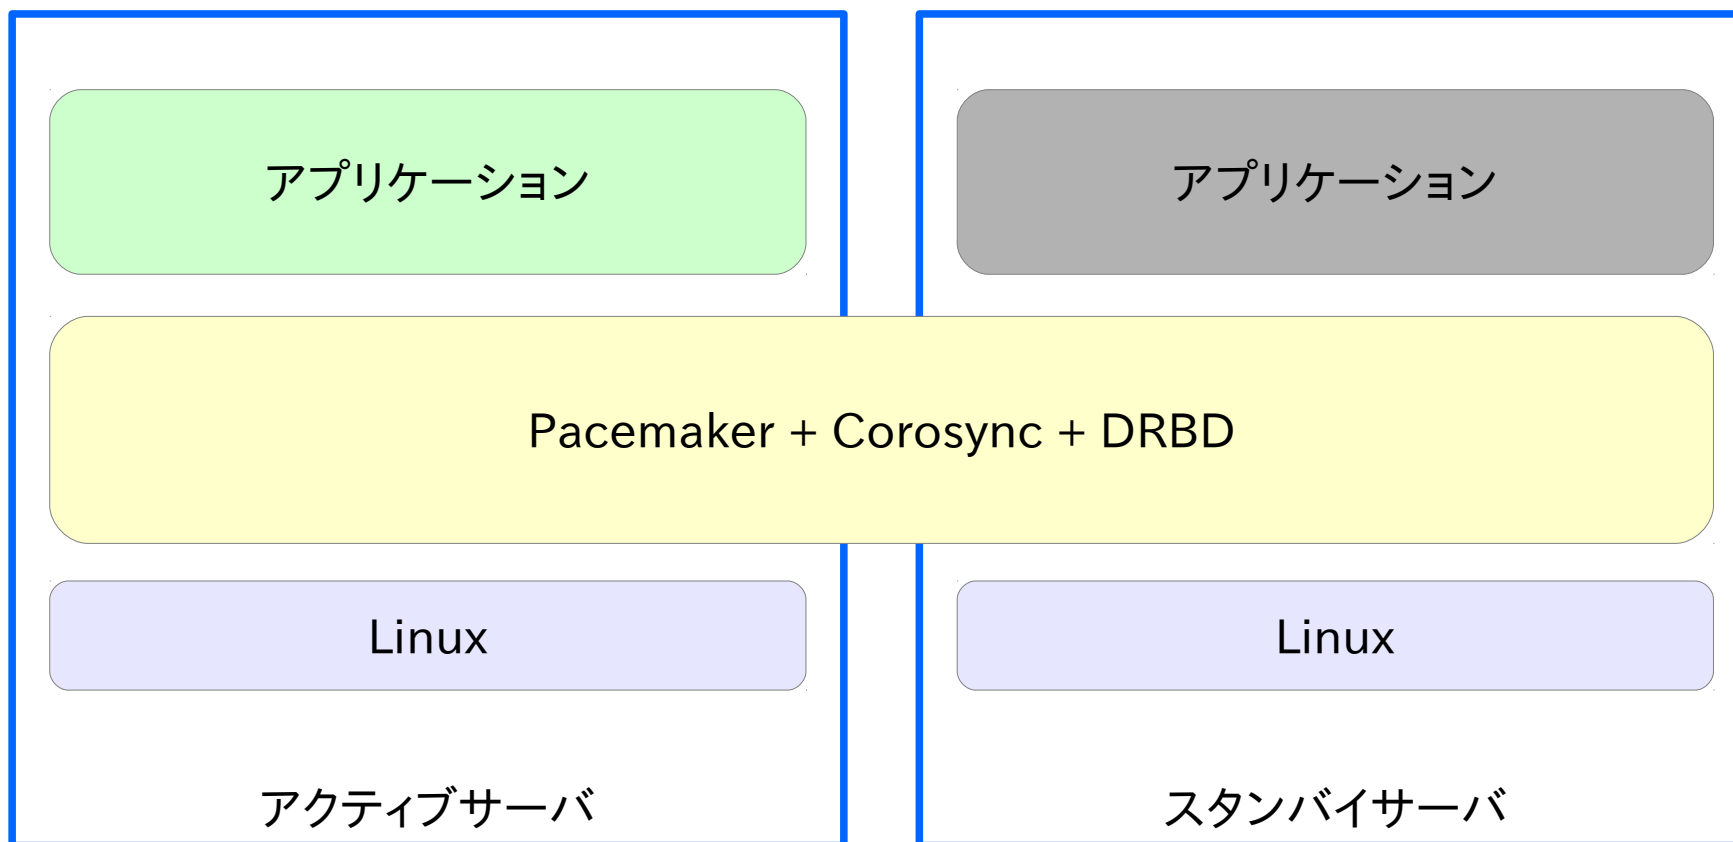 アプリケーション
アプリケーション
Pacemaker + Corosync + DRBD
Linux
Linux
アクティブサーバ
スタンバイサーバ